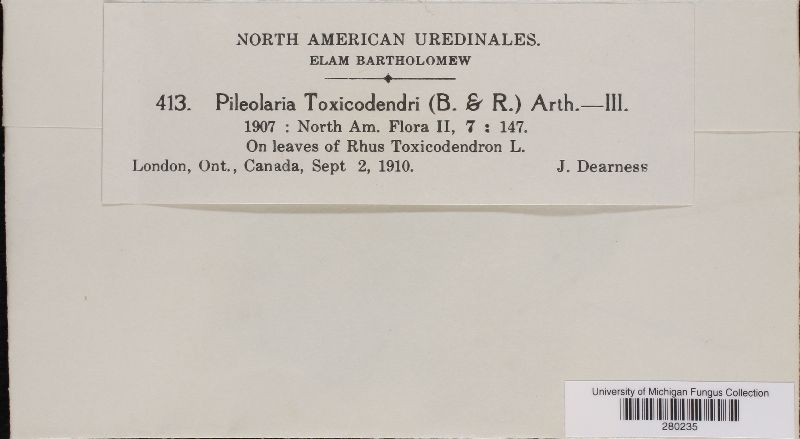 NORTH AMERICAN UREDINALES.
ELAM BARTHOLOMEW
413. Pileolaria Toxicodendri (B. & R.) Arth.—III.
1907 : North Am. Flora II, 7 : 147.
On leaves of Rhus Toxicodendron L.
London, Ont., Canada, Sept 2, 1910. J. Dearness
University of Michigan Fungus Collection
280235